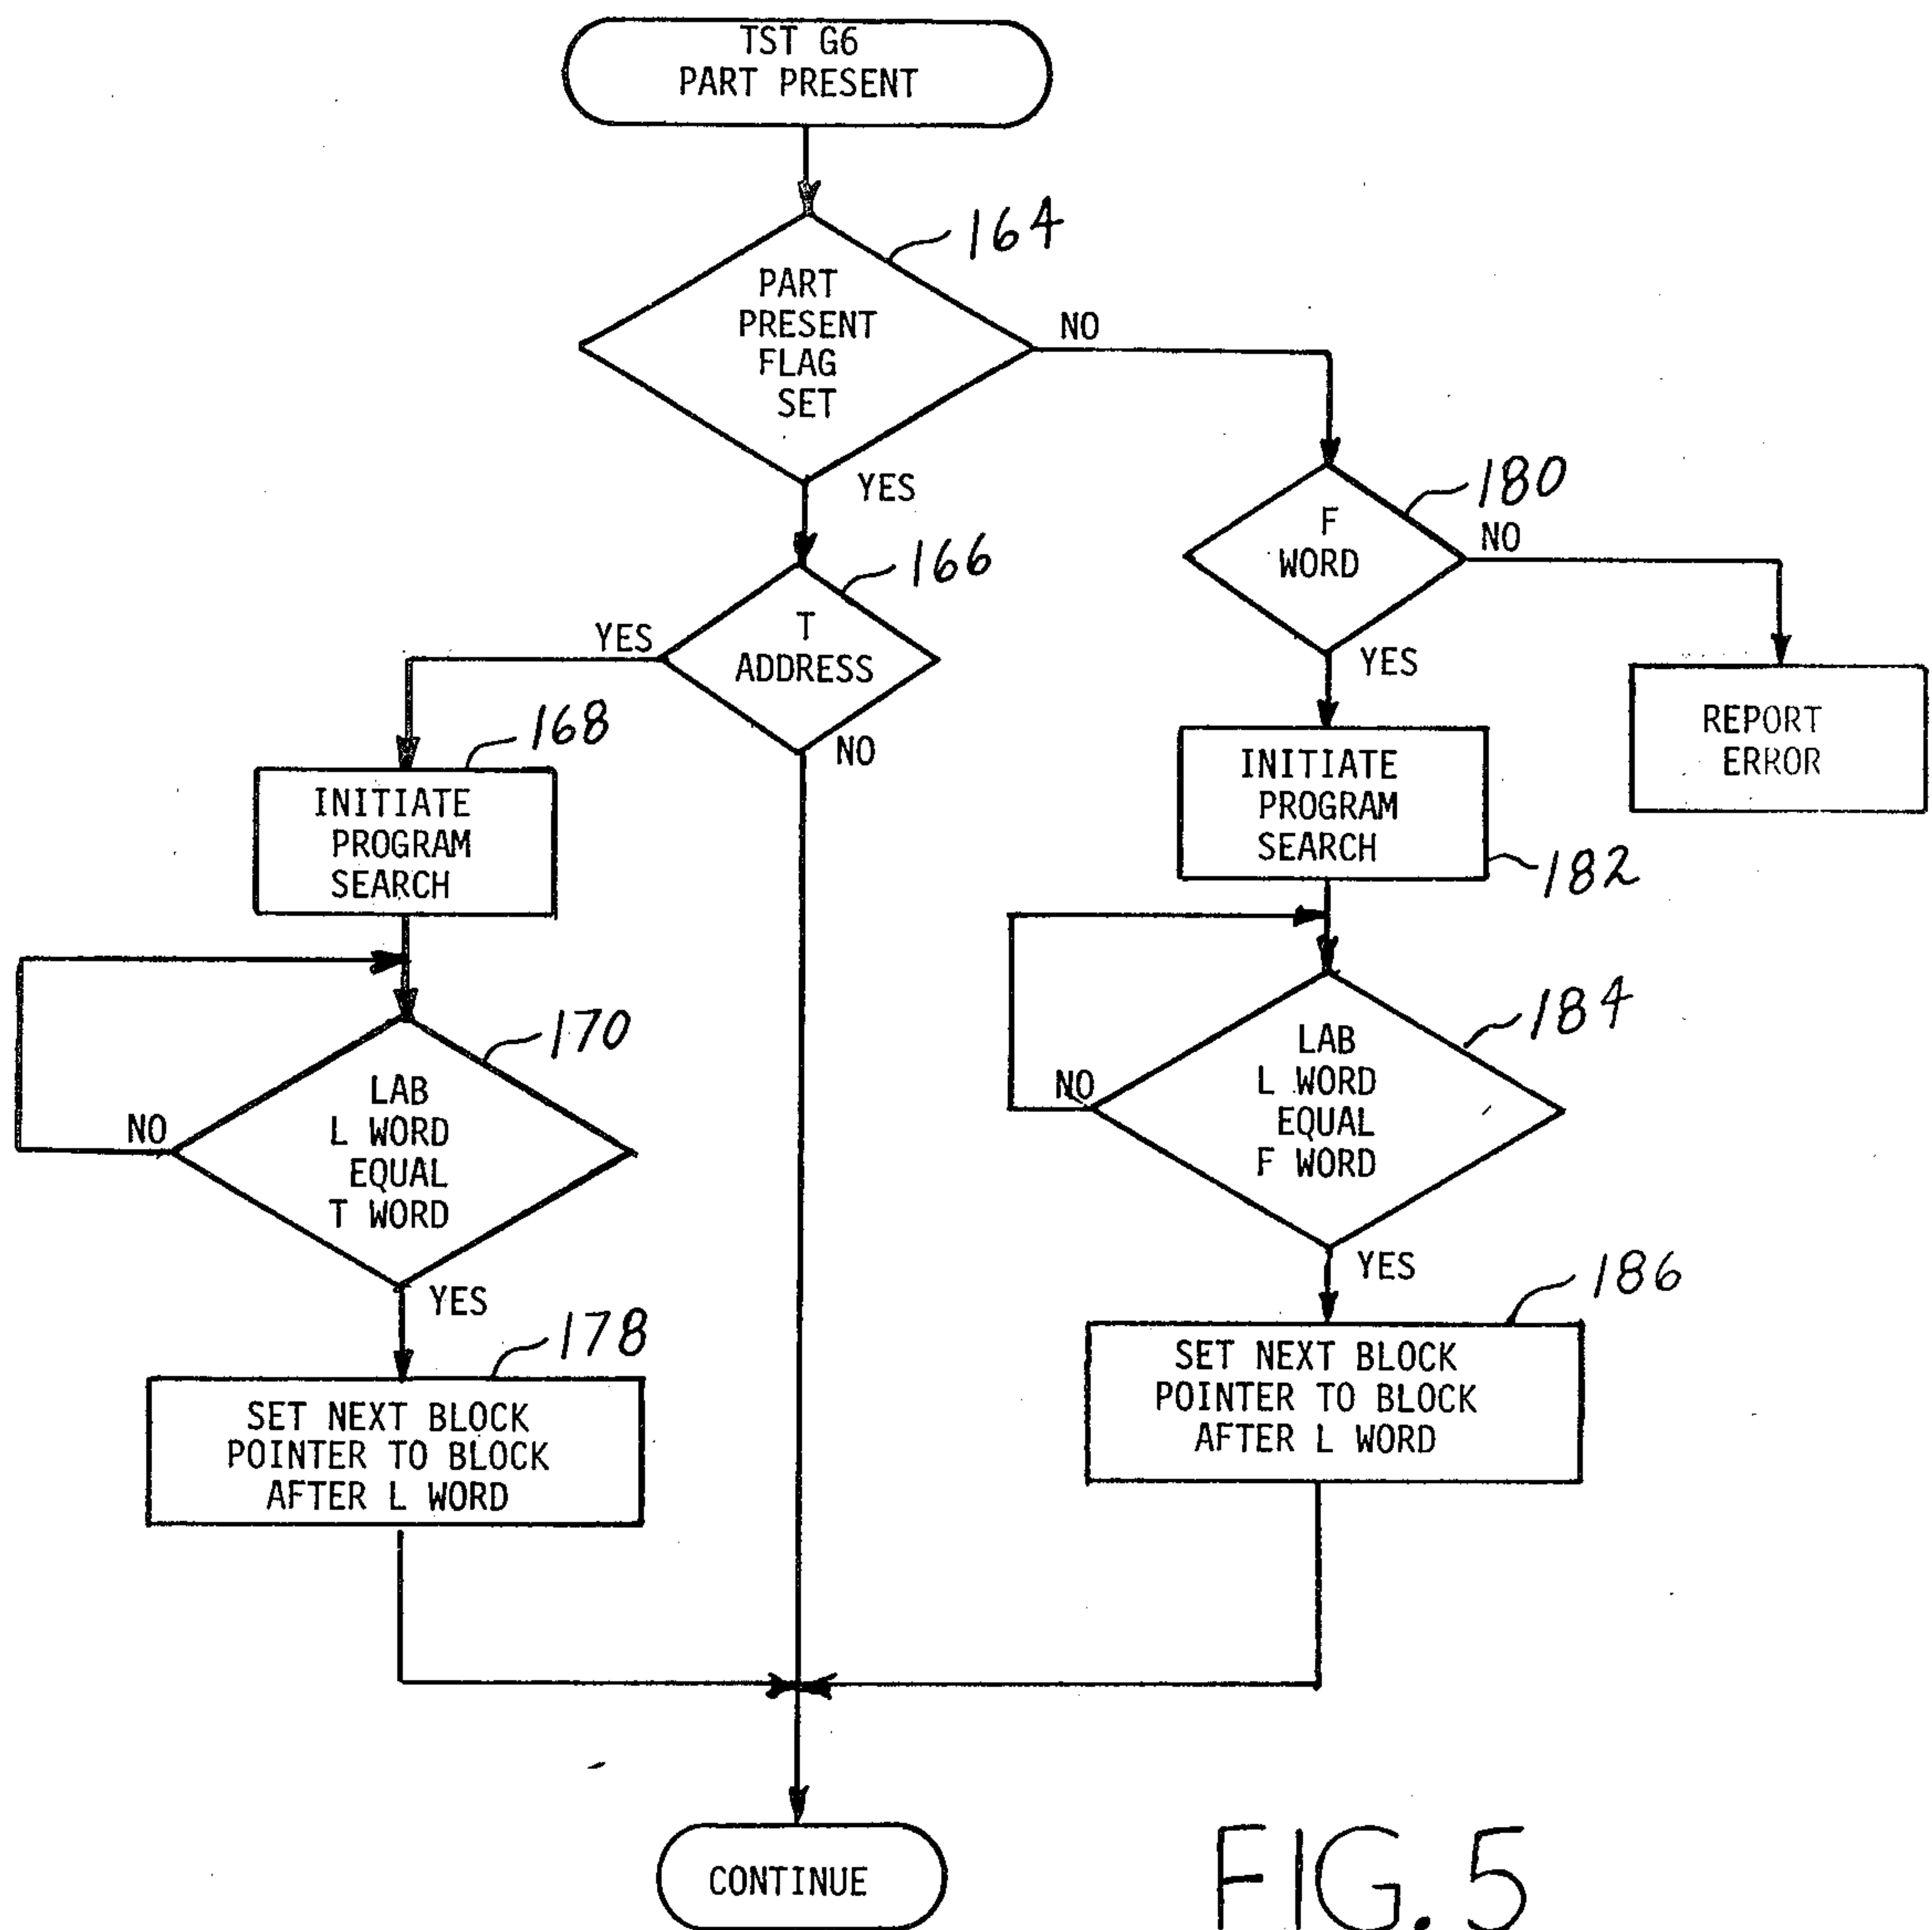 TST G6
PART PRESENT
164
PART
PRESENT
FLAG
SET
NO
YES
180
F
WORD
NO
YES
166
T
ADDRESS
YES
NO
REPORT
ERROR
168
INITIATE
PROGRAM
SEARCH
INITIATE
PROGRAM
SEARCH
182
170
LAB
L WORD
EQUAL
T WORD
NO
YES
184
LAB
L WORD
EQUAL
F WORD
NO
YES
178
SET NEXT BLOCK
POINTER TO BLOCK
AFTER L WORD
186
SET NEXT BLOCK
POINTER TO BLOCK
AFTER L WORD
CONTINUE
FIG. 5